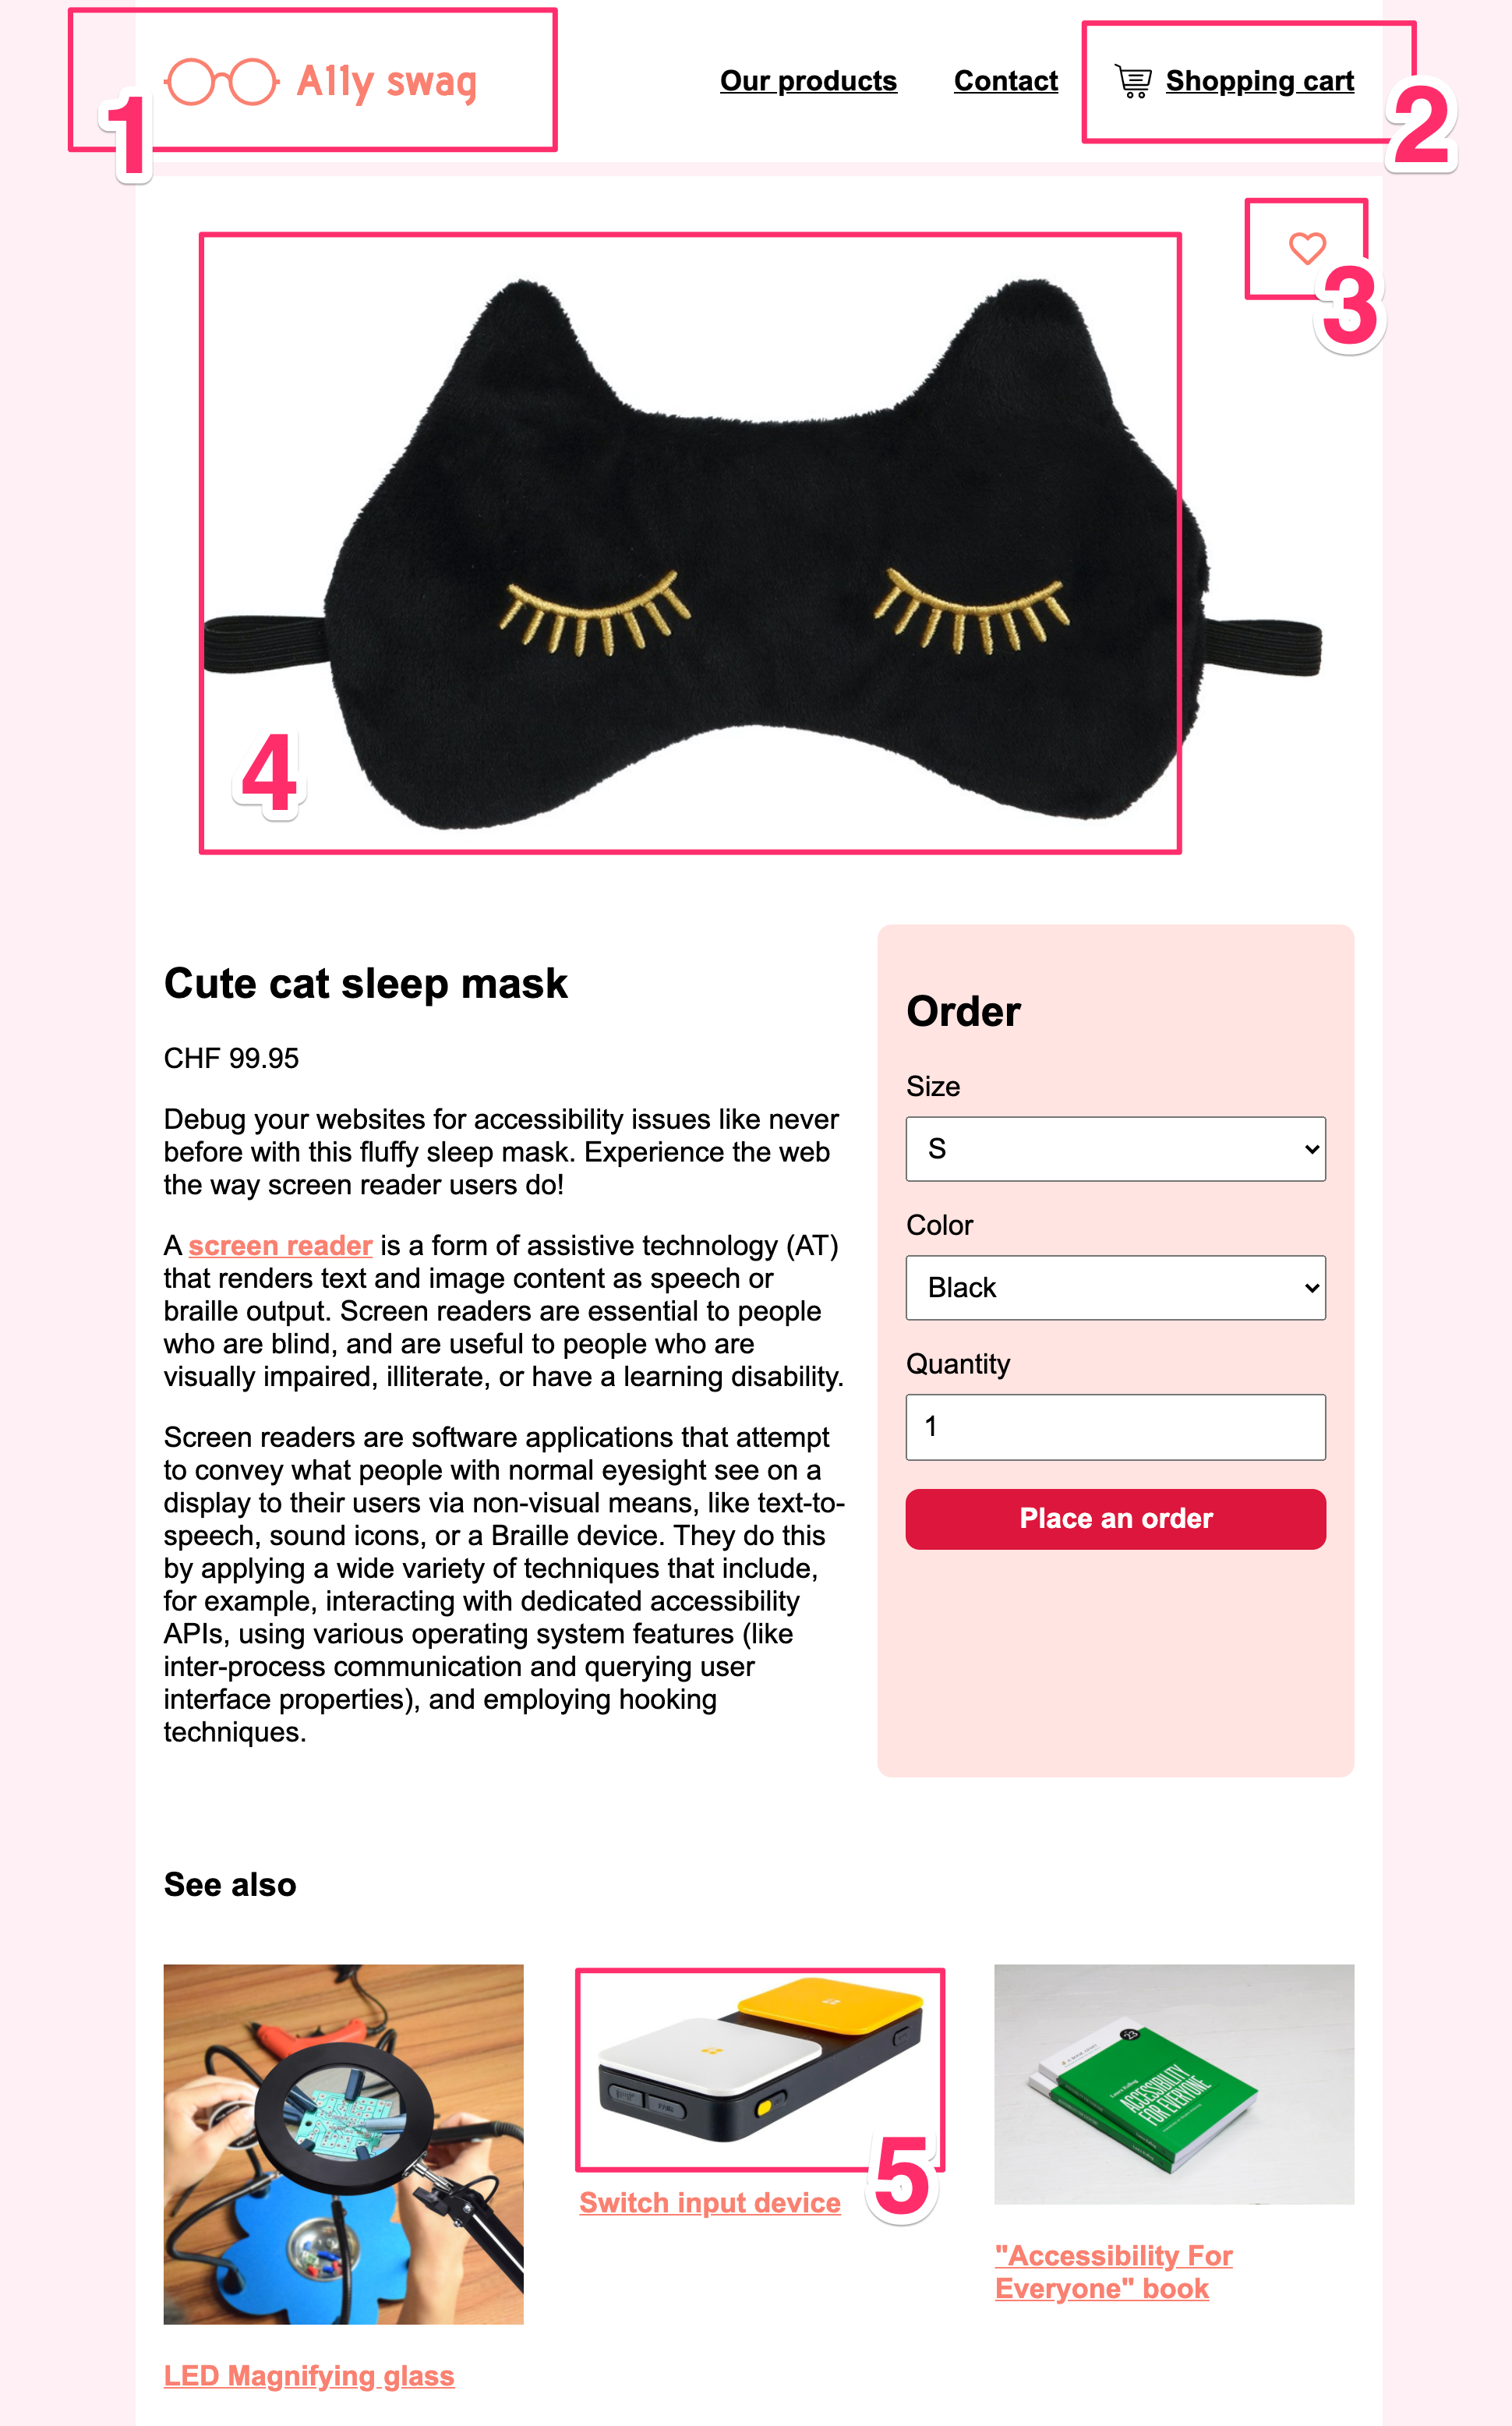 A11y swag
Our products
Contact
Shopping cart
1
2
3
4
Cute cat sleep mask
CHF 99.95
Debug your websites for accessibility issues like never
before with this fluffy sleep mask. Experience the web
the way screen reader users do!
A screen reader is a form of assistive technology (AT)
that renders text and image content as speech or
braille output. Screen readers are essential to people
who are blind, and are useful to people who are
visually impaired, illiterate, or have a learning disability.
Screen readers are software applications that attempt
to convey what people with normal eyesight see on a
display to their users via non-visual means, like text-to-
speech, sound icons, or a Braille device. They do this
by applying a wide variety of techniques that include,
for example, interacting with dedicated accessibility
APIs, using various operating system features (like
inter-process communication and querying user
interface properties), and employing hooking
techniques.
Order
Size
S
Color
Black
Quantity
1
Place an order
See also
23
ACCESSIBILITY
FOR EVERYONE
5
LED Magnifying glass
Switch input device
"Accessibility For
Everyone" book